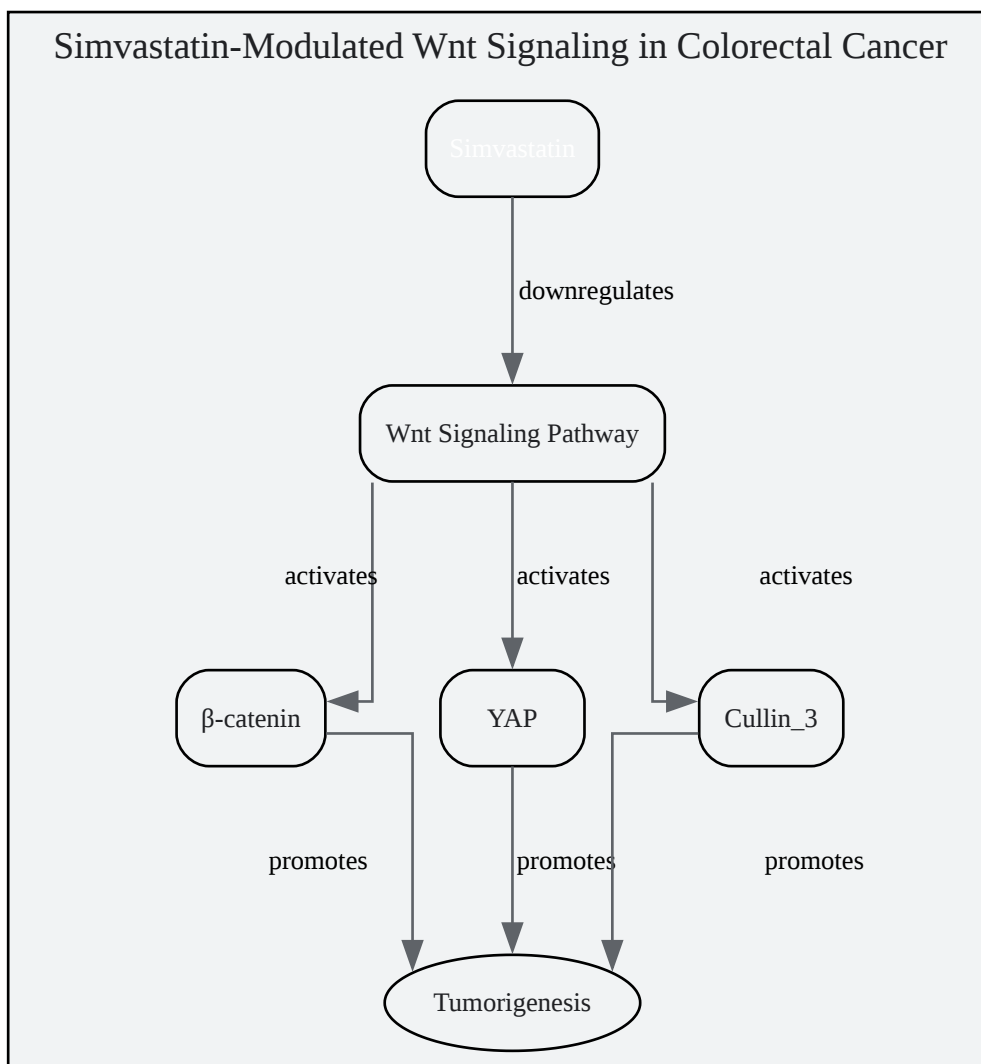 Simvastatin-Modulated Wnt Signaling in Colorectal Cancer
Simvastatin
downregulates
Wnt Signaling Pathway
activates
activates
activates
β-catenin
YAP
Cullin_3
promotes
promotes
promotes
Tumorigenesis